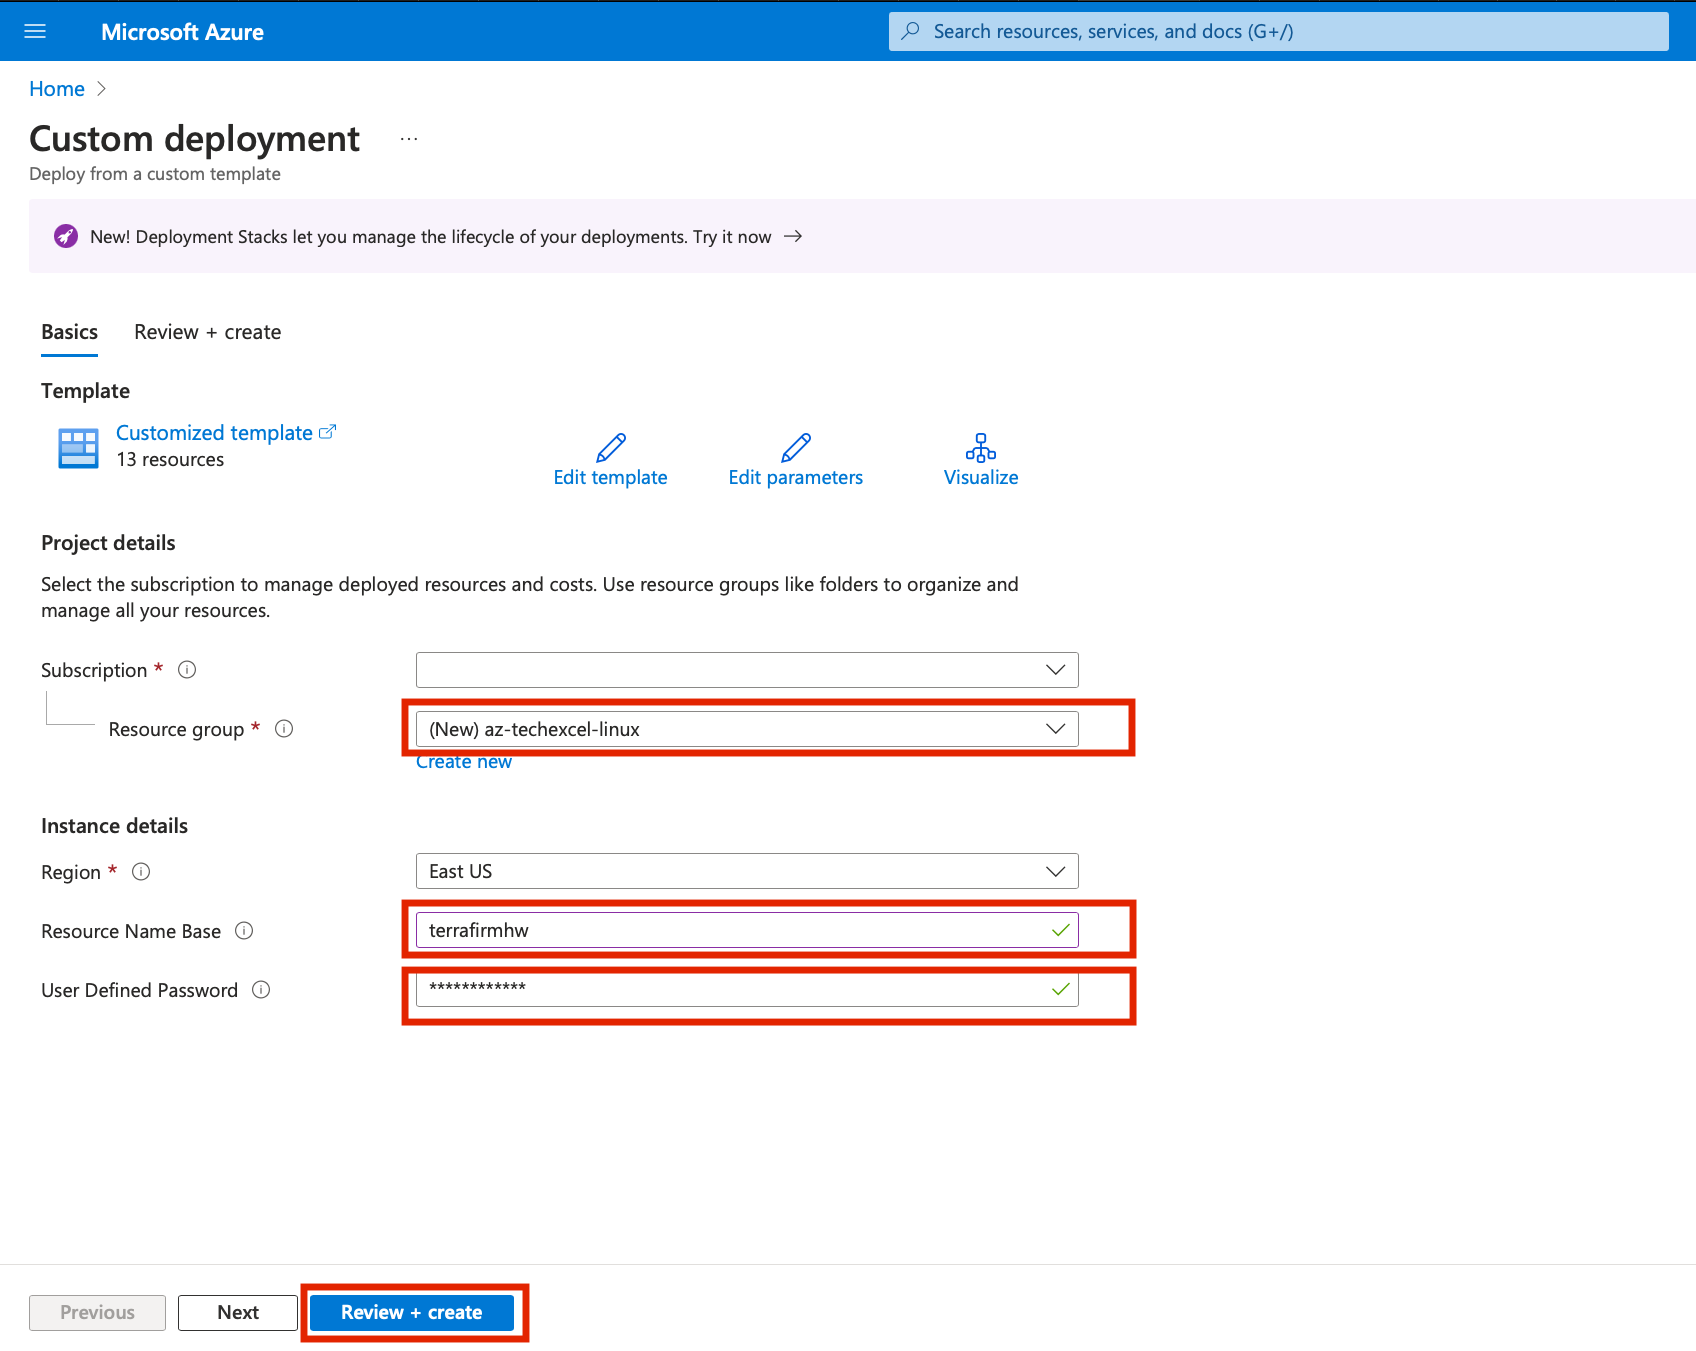 Microsoft Azure
Search resources, services, and docs (G+/)
Home
Custom deployment ...
Deploy from a custom template
New! Deployment Stacks let you manage the lifecycle of your deployments. Try it now →
Basics Review + create
Template
Customized template
13 resources
Edit template Edit parameters Visualize
Project details
Select the subscription to manage deployed resources and costs. Use resource groups like folders to organize and
manage all your resources.
Subscription *
Resource group * (New) az-techexcel-linux
Create new
Instance details
Region * East US
Resource Name Base terrafirmhw
User Defined Password ************
Previous Next Review + create